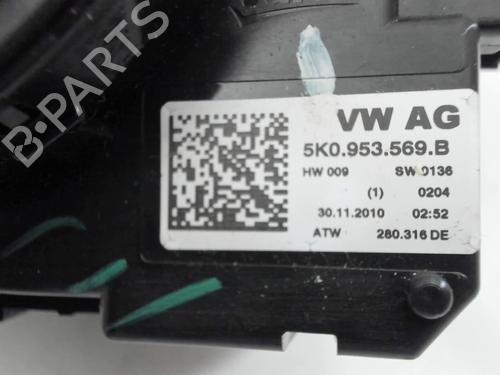 B-PARTS
VW AG
5K0.953.569.B
HW 009 SW 0136
(1) 0204
30.11.2010 02:52
ATW 280.316 DE